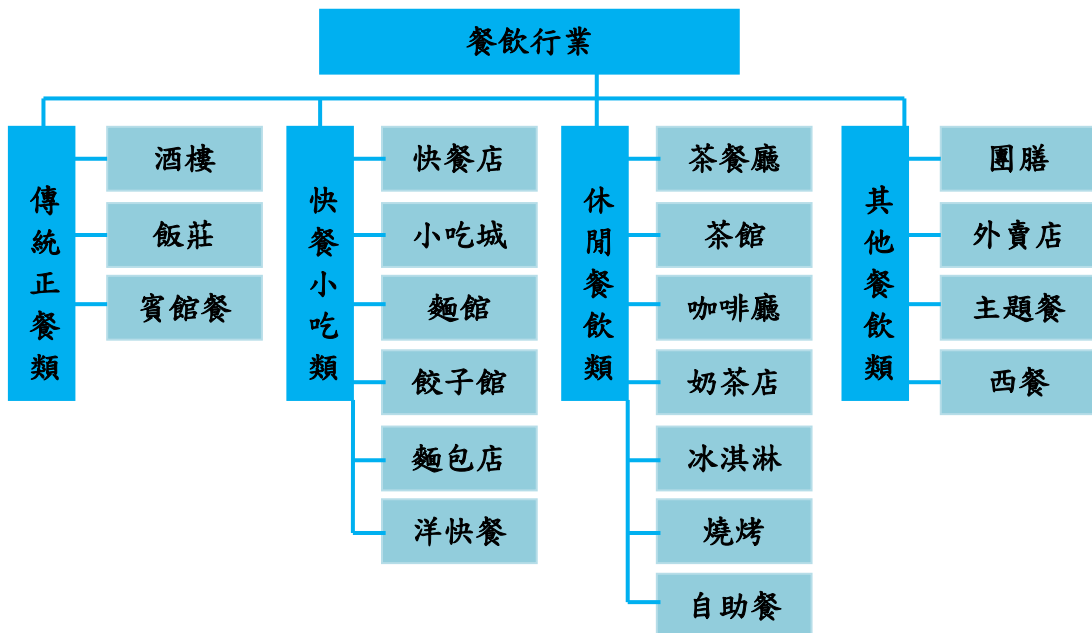 餐飲行業
傳統正餐類
酒樓
飯莊
賓館餐
快餐小吃類
快餐店
小吃城
麵館
餃子館
麵包店
洋快餐
休閒餐飲類
茶餐廳
茶館
咖啡廳
奶茶店
冰淇淋
燒烤
自助餐
其他餐飲類
團膳
外賣店
主題餐
西餐